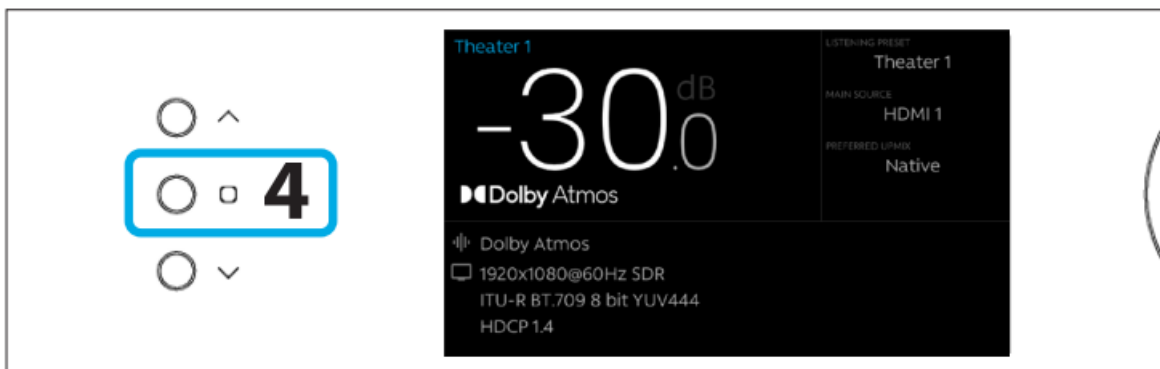 4
Theater 1
-30.0 dB
Dolby Atmos
LISTENING PRESET
Theater 1
MAIN SOURCE
HDMI 1
PREFERRED UPMIX
Native
Dolby Atmos
1920x1080@60Hz SDR
ITU-R BT.709 8 bit YUV444
HDCP 1.4